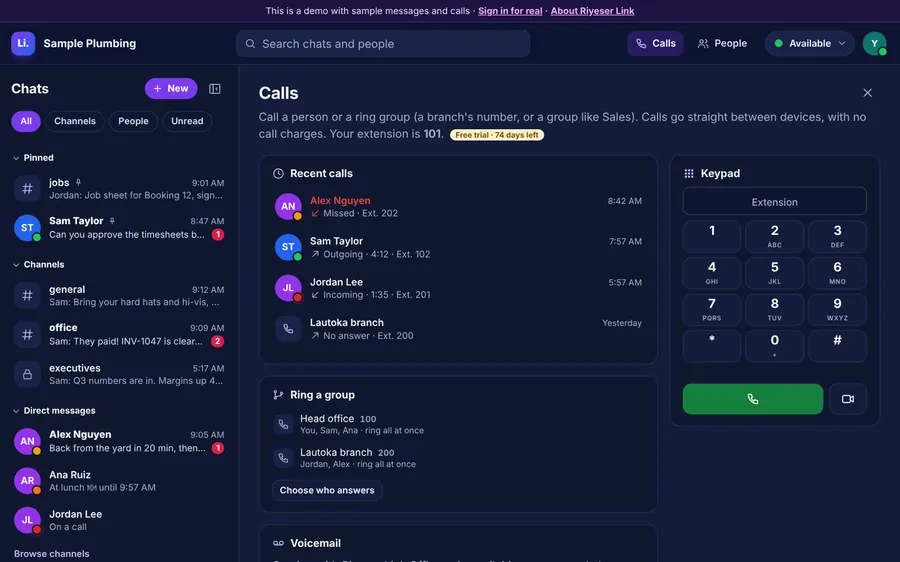 This is a demo with sample messages and calls · Sign in for real · About Riyeser Link
Li.
Sample Plumbing
Search chats and people
Calls
People
Available
Y
Chats
+ New
All
Channels
People
Unread
Pinned
jobs
9:01 AM
Jordan: Job sheet for Booking 12, sign...
ST
Sam Taylor
8:47 AM
Can you approve the timesheets b...
1
Channels
general
9:12 AM
Sam: Bring your hard hats and hi-vis, ...
office
9:09 AM
Sam: They paid! INV-1047 is clear...
2
executives
5:17 AM
Sam: Q3 numbers are in. Margins up 4...
Direct messages
AN
Alex Nguyen
9:05 AM
Back from the yard in 20 min, then...
1
AR
Ana Ruiz
At lunch 🍽 until 9:57 AM
JL
Jordan Lee
On a call
Browse channels
Calls
Call a person or a ring group (a branch's number, or a group like Sales). Calls go straight between devices, with no
call charges. Your extension is 101. Free trial · 74 days left
Recent calls
AN
Alex Nguyen
8:42 AM
Missed · Ext. 202
ST
Sam Taylor
7:57 AM
Outgoing · 4:12 · Ext. 102
JL
Jordan Lee
5:57 AM
Incoming · 1:35 · Ext. 201
Lautoka branch
Yesterday
No answer · Ext. 200
Ring a group
Head office 100
You, Sam, Ana · ring all at once
Lautoka branch 200
Jordan, Alex · ring all at once
Choose who answers
Voicemail
Keypad
Extension
1
2
ABC
3
DEF
4
GHI
5
JKL
6
MNO
7
PQRS
8
TUV
9
WXYZ
*
0
+
#